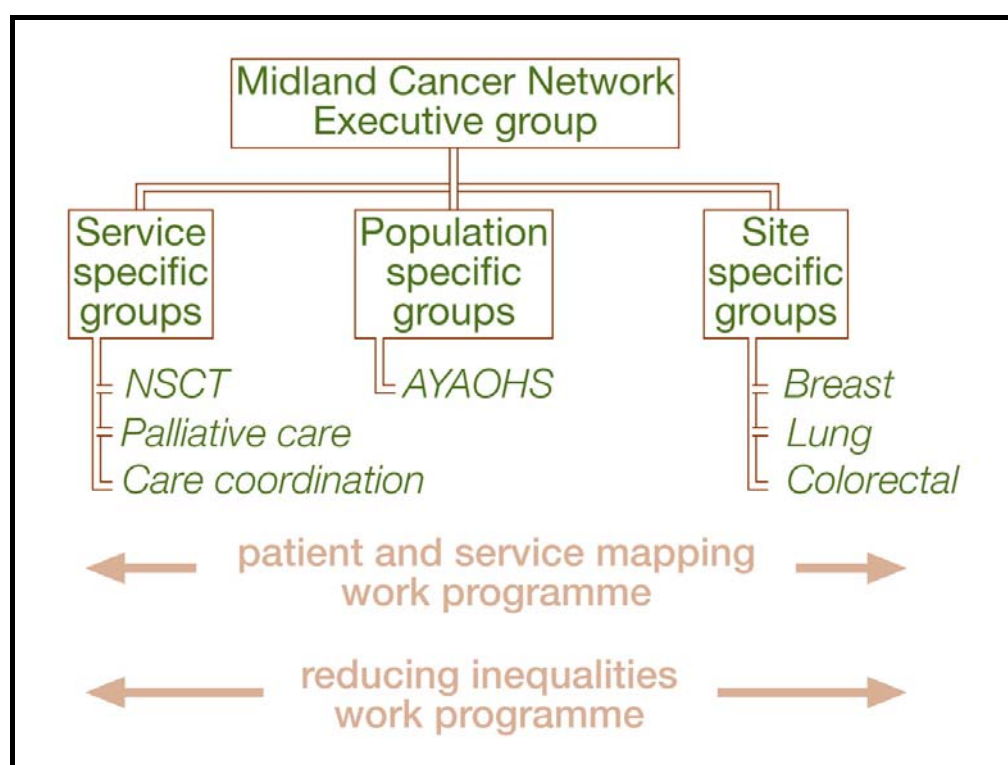 Midland Cancer Network
Executive group
Service
specific
groups
Population
specific
groups
Site
specific
groups
NSCT
Palliative care
Care coordination
AYAOHS
Breast
Lung
Colorectal
patient and service mapping
work programme
reducing inequalities
work programme